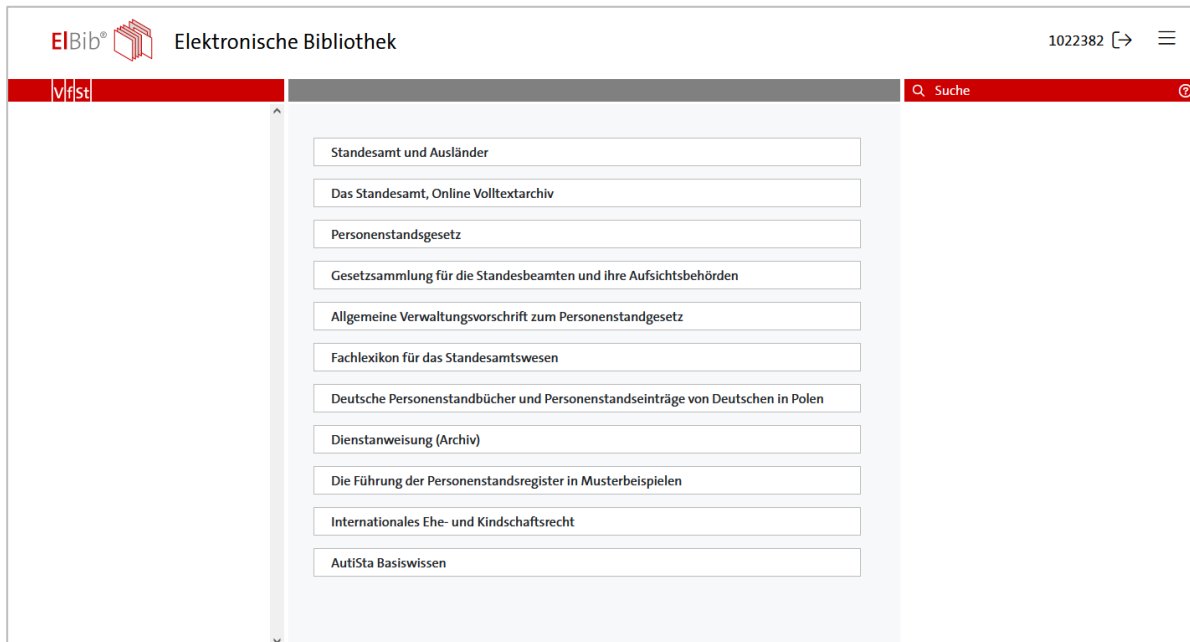 ElBib® Elektronische Bibliothek
1022382
VfSt
Suche
Standesamt und Ausländer
Das Standesamt, Online Volltextarchiv
Personenstandsgesetz
Gesetzsammlung für die Standesbeamten und ihre Aufsichtsbehörden
Allgemeine Verwaltungsvorschrift zum Personenstandgesetz
Fachlexikon für das Standesamtswesen
Deutsche Personenstandbücher und Personenstandseinträge von Deutschen in Polen
Dienstanweisung (Archiv)
Die Führung der Personenstandsregister in Musterbeispielen
Internationales Ehe- und Kindschaftsrecht
AutiSta Basiswissen